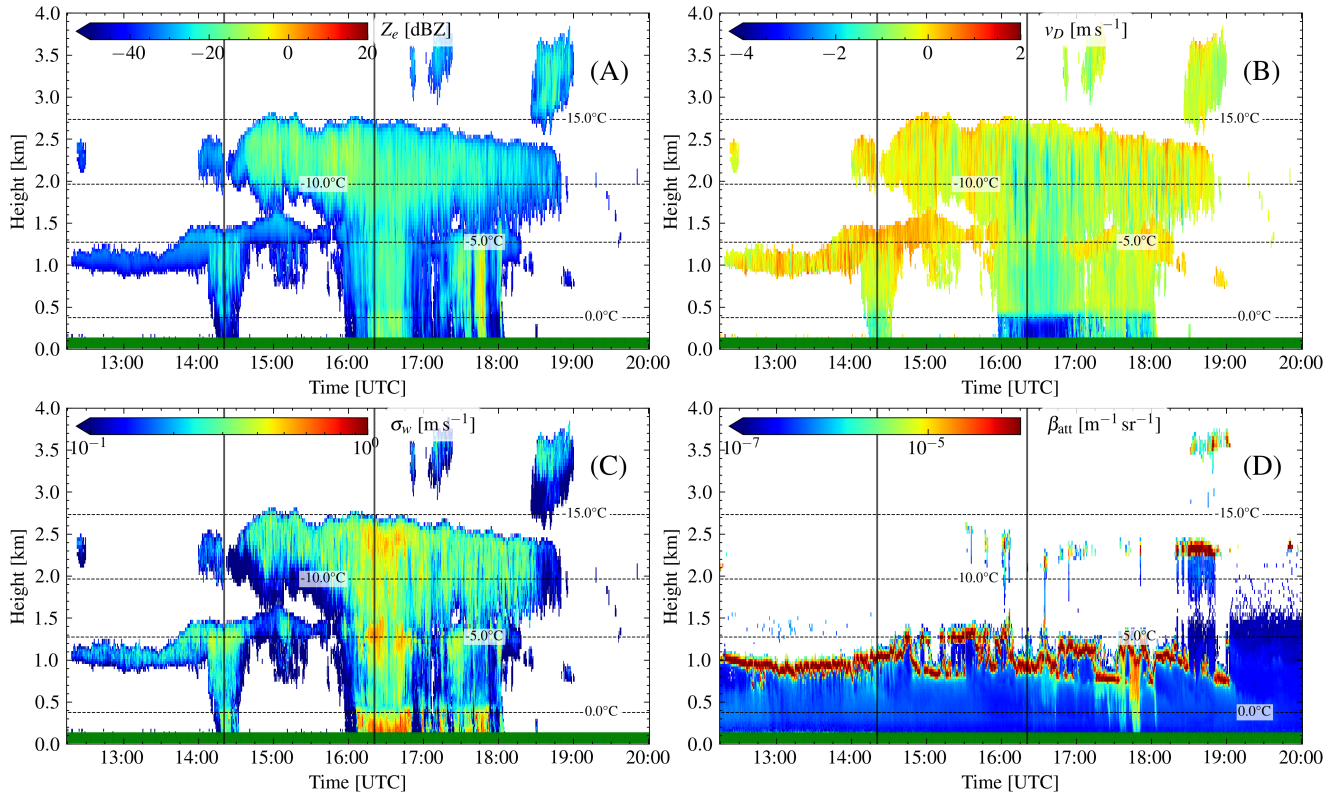 4.0
3.5
3.0
2.5
2.0
1.5
1.0
0.5
0.0
Height [km]
−40 −20 0 20
Z_e [dBZ]
(A)
-15.0°C
-10.0°C
-5.0°C
0.0°C
13:00 14:00 15:00 16:00 17:00 18:00 19:00 20:00
Time [UTC]
4.0
3.5
3.0
2.5
2.0
1.5
1.0
0.5
0.0
Height [km]
−4 −2 0 2
v_D [m s⁻¹]
(B)
-15.0°C
-10.0°C
-5.0°C
0.0°C
13:00 14:00 15:00 16:00 17:00 18:00 19:00 20:00
Time [UTC]
4.0
3.5
3.0
2.5
2.0
1.5
1.0
0.5
0.0
Height [km]
10⁻¹ 10⁰
σ_w [m s⁻¹]
(C)
-15.0°C
-10.0°C
-5.0°C
0.0°C
13:00 14:00 15:00 16:00 17:00 18:00 19:00 20:00
Time [UTC]
4.0
3.5
3.0
2.5
2.0
1.5
1.0
0.5
0.0
Height [km]
10⁻⁷ 10⁻⁵
β_att [m⁻¹ sr⁻¹]
(D)
-15.0°C
-10.0°C
-5.0°C
0.0°C
13:00 14:00 15:00 16:00 17:00 18:00 19:00 20:00
Time [UTC]